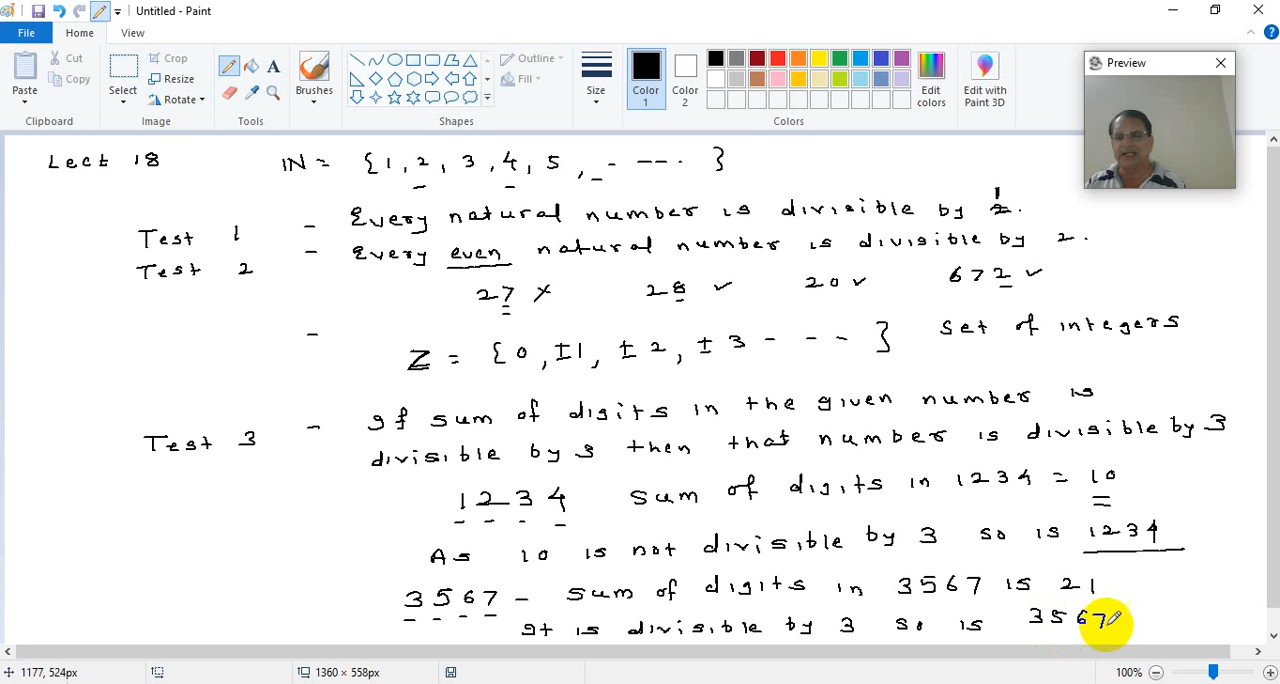 Untitled - Paint
File Home View
Cut
Copy
Paste
Clipboard
Crop
Resize
Rotate
Select
Image
Tools
Brushes
Outline
Fill
Shapes
Size
Color 1
Color 2
Edit colors
Edit with Paint 3D
Colors
Preview
Lect 18 IN = {1, 2, 3, 4, 5, - --- . }
Test 1 - Every natural number is divisible by 1.
Test 2 - Every even natural number is divisible by 2.
27 × 28 ✓ 20 ✓ 672 ✓
- Z = {0, ±1, ±2, ±3 - - - } Set of integers
Test 3 - If sum of digits in the given number is
divisible by 3 then that number is divisible by 3
1 2 3 4 Sum of digits in 1234 = 10
As 10 is not divisible by 3 so is 1234
3567 - sum of digits in 3567 is 21
It is divisible by 3 so is 3567
1177, 524px 1360 × 558px 100%